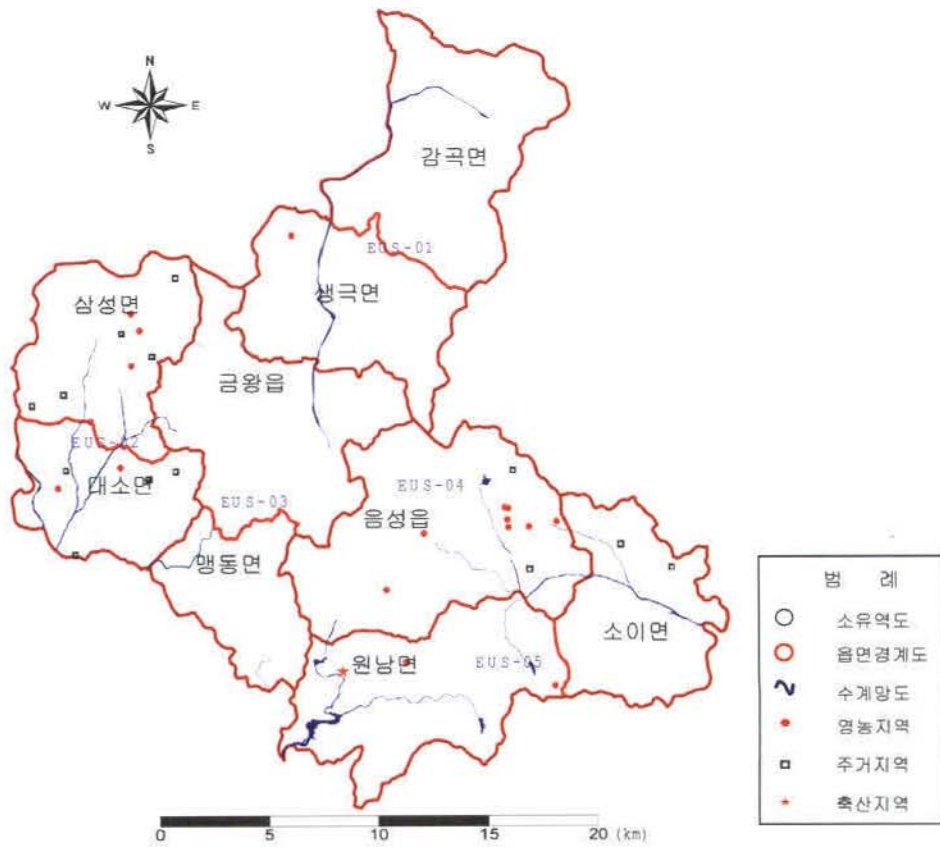 N
W E
S
감곡면
EUS-01
생극면
삼성면
금왕읍
EUS-02
대소면
EUS-03
EUS-04
음성읍
맹동면
소이면
원남면
EUS-05
범 례
소유역도
읍면경계도
수계망도
영농지역
주거지역
축산지역
0 5 10 15 20 (km)